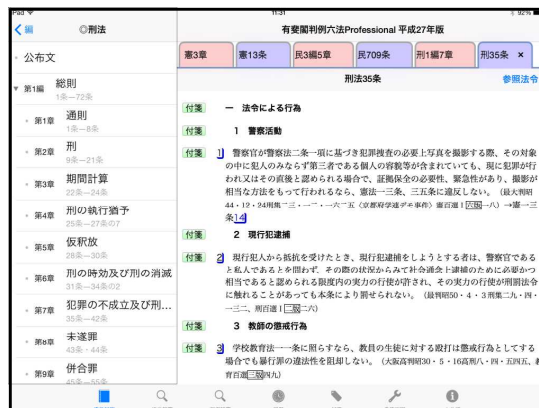 iPad
11:31
92%
編
◎刑法
有斐閣判例六法Professional 平成27年版
公布文
第1編 総則
1条―72条
第1章 通則
1条―8条
第2章 刑
9条―21条
第3章 期間計算
22条―24条
第4章 刑の執行猶予
25条―27条の7
第5章 仮釈放
28条―30条
第6章 刑の時効及び刑の消滅
31条―34条の2
第7章 犯罪の不成立及び刑...
35条―42条
第8章 未遂罪
43条・44条
第9章 併合罪
45条―55条
憲3章 憲13条 民3編5章 民709条 刑1編7章 刑35条 ×
刑法35条 参照法令
付箋 一 法令による行為
付箋 1 警察活動
付箋 1 警察官が警察法二条一項に基づき犯罪捜査の必要上写真を撮影する際、その対象
の中に犯人のみならず第三者である個人の容貌等が含まれていても、現に犯罪が行
われ又はその直後と認められる場合で、証拠保全の必要性、緊急性があり、撮影が
相当な方法をもって行われるなら、憲法一三条、三五条に違反しない。（最大判昭
44・12・24刑集二三・一二・一六二五〈京都府学連デモ事件〉憲百選Ⅰ[六版]一八）→憲一三
条14
付箋 2 現行犯逮捕
付箋 2 現行犯人から抵抗を受けたとき、現行犯逮捕をしようとする者は、警察官である
と私人であるとを問わず、その際の状況からみて社会通念上逮捕のために必要かつ
相当であると認められる限度内の実力の行使が許され、その実力の行使が刑罰法令
に触れることがあっても本条により罰せられない。（最判昭50・4・3刑集二九・四・
一三二、刑百選Ⅰ[三版]二六）
付箋 3 教師の懲戒行為
付箋 3 学校教育法一一条に照らすなら、教員の生徒に対する殴打は懲戒行為としてする
場合でも暴行罪の違法性を阻却しない。（大阪高判昭30・5・16高刑八・四・五四五、教
育百選[三版]四九）